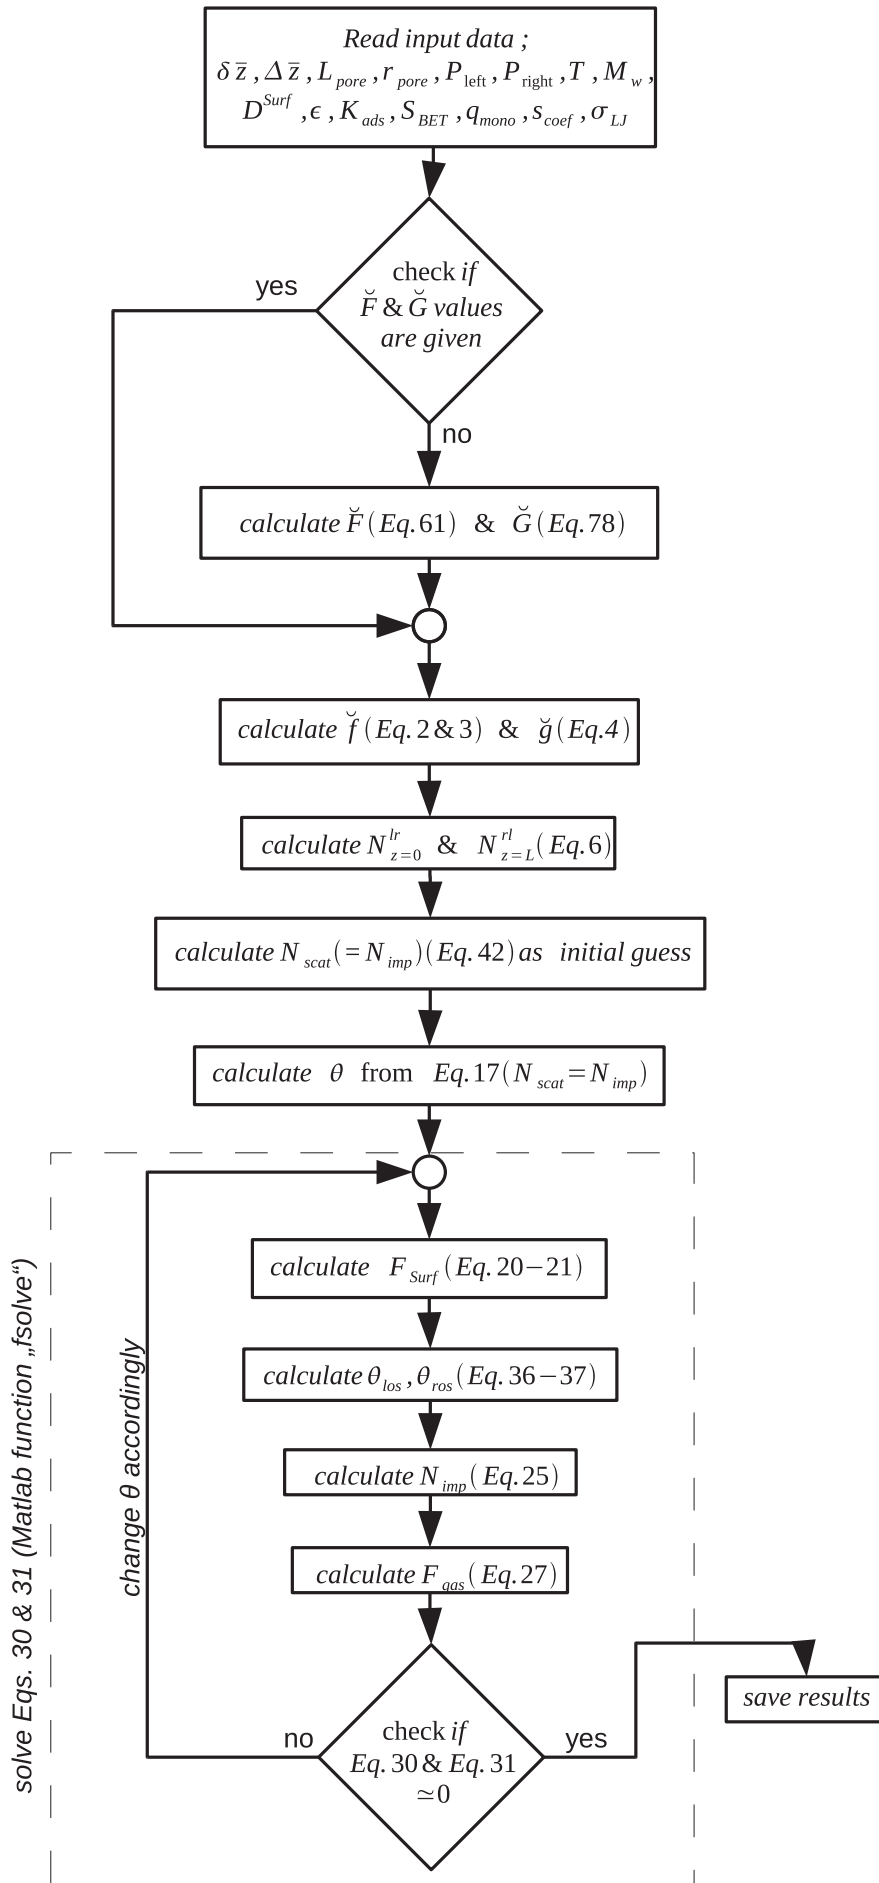 Read input data ;
δ z̄ , Δ z̄ , L_pore , r_pore , P_left , P_right , T , M_w ,
D^Surf , ϵ , K_ads , S_BET , q_mono , s_coef , σ_LJ
check if
F̆ & Ğ values
are given
yes
no
calculate F̆ (Eq. 61) & Ğ (Eq. 78)
calculate f̆ (Eq. 2 & 3) & ğ (Eq. 4)
calculate N^lr_z=0 & N^rl_z=L (Eq. 6)
calculate N_scat (= N_imp) (Eq. 42) as initial guess
calculate θ from Eq. 17 (N_scat = N_imp)
calculate F_Surf (Eq. 20−21)
calculate θ_los , θ_ros (Eq. 36−37)
calculate N_imp (Eq. 25)
calculate F_gas (Eq. 27)
check if
Eq. 30 & Eq. 31
≃0
no
yes
save results
change θ accordingly
solve Eqs. 30 & 31 (Matlab function „fsolve“)